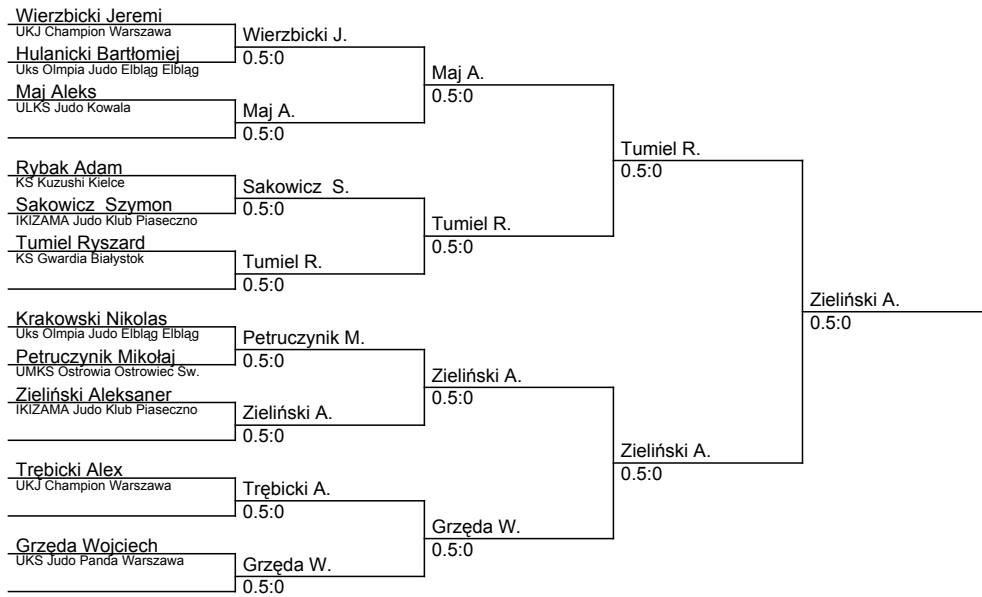 Wierzbicki Jeremi
UKJ Champion Warszawa
Hulanicki Bartłomiej
Uks Olmpia Judo Elbląg Elbląg
Maj Aleks
ULKS Judo Kowala
Rybak Adam
KS Kuzushi Kielce
Sakowicz  Szymon
IKIZAMA Judo Klub Piaseczno
Tumiel Ryszard
KS Gwardia Białystok
Krakowski Nikolas
Uks Olmpia Judo Elbląg Elbląg
Petruczynik Mikołaj
UMKS Ostrowia Ostrowiec Św.
Zieliński Aleksaner
IKIZAMA Judo Klub Piaseczno
Trębicki Alex
UKJ Champion Warszawa
Grzęda Wojciech
UKS Judo Panda Warszawa
Wierzbicki J.
0.5:0
Maj A.
0.5:0
Sakowicz  S.
0.5:0
Tumiel R.
0.5:0
Petruczynik M.
0.5:0
Zieliński A.
0.5:0
Trębicki A.
0.5:0
Grzęda W.
0.5:0
Maj A.
0.5:0
Tumiel R.
0.5:0
Zieliński A.
0.5:0
Grzęda W.
0.5:0
Tumiel R.
0.5:0
Zieliński A.
0.5:0
Zieliński A.
0.5:0